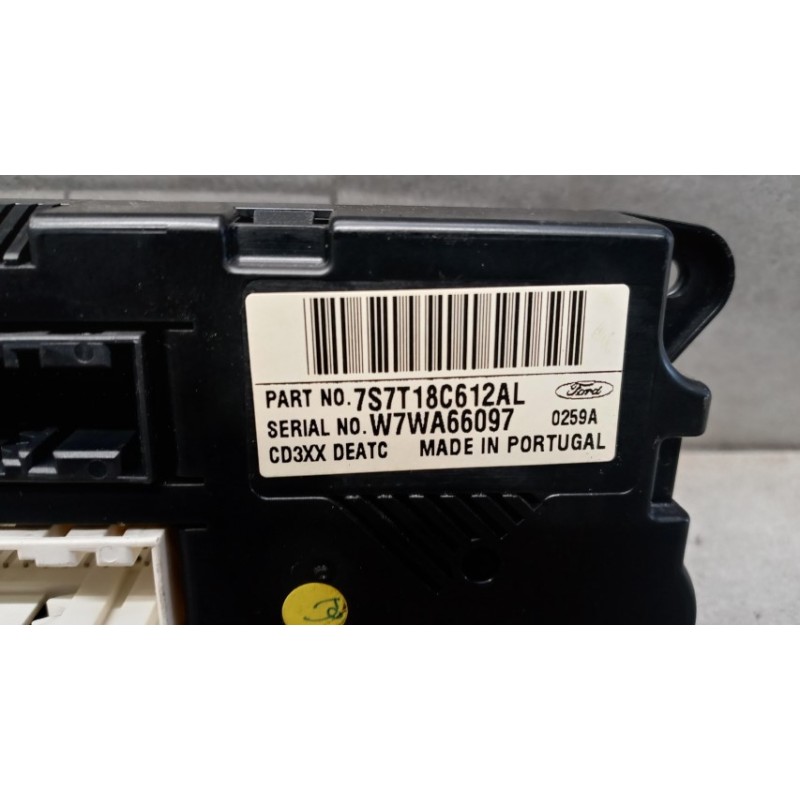 PART NO. 7S7T18C612AL Ford
SERIAL NO. W7WA66097 0259A
CD3XX DEATC MADE IN PORTUGAL